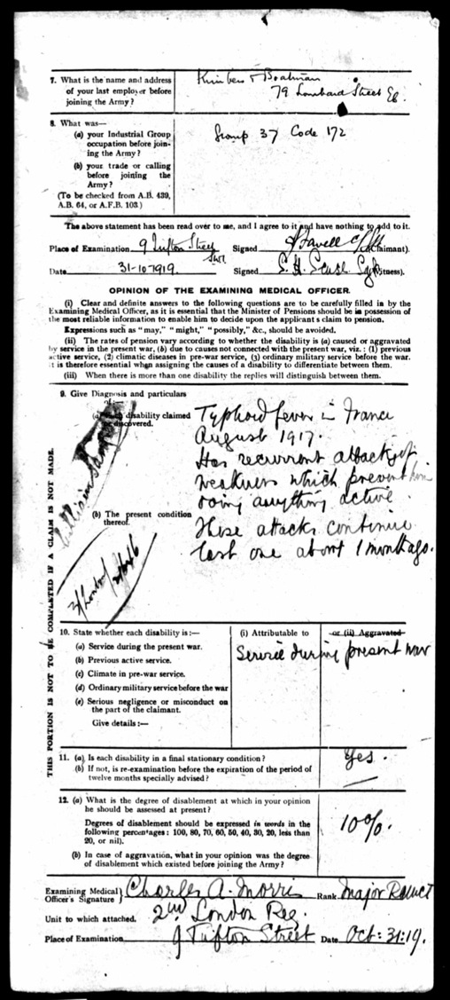 7. What is the name and address
of your last employer before
joining the Army?
Kimber & Boatman
79 Lombard Street EC.
8. What was—
(a) your Industrial Group
occupation before join-
ing the Army?
(b) your trade or calling
before joining the
Army?
(To be checked from A.B. 439,
A.B. 64, or A.F.B. 103.)
Group 37 Code 172
The above statement has been read over to me, and I agree to it and have nothing to add to it.
Place of Examination 9 Tufton Street Signed (Claimant).
Date 31-10-1919 Signed (Witness).
OPINION OF THE EXAMINING MEDICAL OFFICER.
(i) Clear and definite answers to the following questions are to be carefully filled in by the
Examining Medical Officer, as it is essential that the Minister of Pensions should be in possession of
the most reliable information to enable him to decide upon the applicant's claim to pension.
Expressions such as "may," "might," "possibly," &c., should be avoided.
(ii) The rates of pension vary according to whether the disability is (a) caused or aggravated
by service in the present war, (b) due to causes not connected with the present war, viz.: (1) previous
active service, (2) climatic diseases in pre-war service, (3) ordinary military service before the war.
It is therefore essential when assigning the causes of a disability to differentiate between them.
(iii) When there is more than one disability the replies will distinguish between them.
THIS PORTION IS NOT TO BE COMPLETED IF A CLAIM IS NOT MADE.
9. Give Diagnosis and particulars
of:—
(a) disability claimed
or discovered.
Typhoid fever in France
August 1917.
Has recurrent attacks of
weakness which prevent him
doing anything active.
(b) The present condition
thereof.
These attacks continue
last one about 1 month ago.
William
10. State whether each disability is:—
(a) Service during the present war.
(b) Previous active service.
(c) Climate in pre-war service.
(d) Ordinary military service before the war
(e) Serious negligence or misconduct on
the part of the claimant.
Give details:—
(i) Attributable to
or (ii) Aggravated
Service during present war
11. (a) Is each disability in a final stationary condition?
(b) If not, is re-examination before the expiration of the period of
twelve months specially advised?
Yes.
12. (a) What is the degree of disablement at which in your opinion
he should be assessed at present?
Degrees of disablement should be expressed in words in the
following percentages: 100, 80, 70, 60, 50, 40, 30, 20, less than
20, or nil).
10%.
(b) In case of aggravation, what in your opinion was the degree
of disablement which existed before joining the Army?
Examining Medical
Officer's Signature } Charles A. Morris Rank Major RAMCT
Unit to which attached. 2nd London Reg.
Place of Examination 9 Tufton Street Date Oct: 31:19.